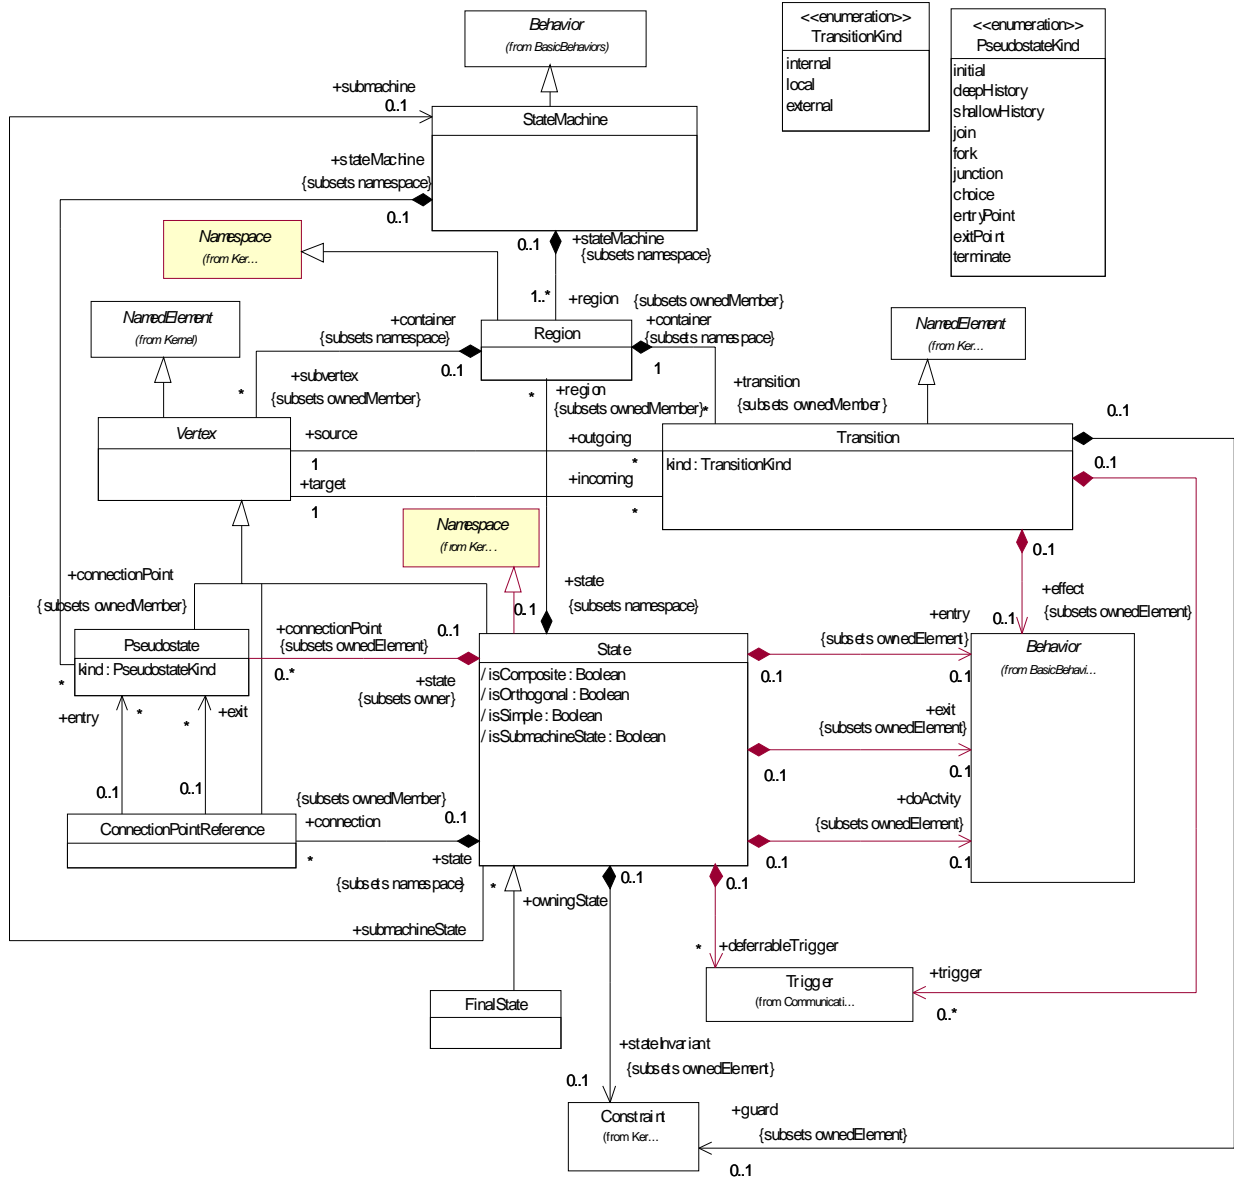 Behavior
(from BasicBehaviors)
<<enumeration>>
TransitionKind
internal
local
external
<<enumeration>>
PseudostateKind
initial
deepHistory
shallowHistory
join
fork
junction
choice
entryPoint
exitPoint
terminate
+submachine
0..1
StateMachine
+stateMachine
{subsets namespace}
0..1
Namespace
(from Ker...
0..1
+stateMachine
{subsets namespace}
1..*
+region
{subsets ownedMember}
NamedElement
(from Kernel)
+container
{subsets namespace}
0..1
Region
+container
{subsets namespace}
1
NamedElement
(from Ker...
+subvertex
{subsets ownedMember}
*
*
+region
{subsets ownedMember}
+transition
{subsets ownedMember}
*
0..1
Vertex
+source
1
+outgoing
*
Transition
kind : TransitionKind
0..1
+target
1
+incoming
*
Namespace
(from Ker...
0..1
+connectionPoint
{subsets ownedMember}
+state
{subsets namespace}
0..1
+effect
{subsets ownedElement}
0..1
Pseudostate
kind : PseudostateKind
*
+connectionPoint
{subsets ownedElement}
0..*
0..1
+state
{subsets owner}
State
/ isComposite : Boolean
/ isOrthogonal : Boolean
/ isSimple : Boolean
/ isSubmachineState : Boolean
+entry
{subsets ownedElement}
0..1
0..1
Behavior
(from BasicBehavi...
+entry
*
*
+exit
+exit
{subsets ownedElement}
0..1
0..1
0..1
0..1
{subsets ownedMember}
+connection
0..1
+doActvity
{subsets ownedElement}
0..1
0..1
ConnectionPointReference
*
+state
{subsets namespace}
*
+owningState
0..1
0..1
+submachineState
*
+deferrableTrigger
Trigger
(from Communicati...
+trigger
0..*
FinalState
+stateInvariant
{subsets ownedElement}
0..1
Constraint
(from Ker...
+guard
{subsets ownedElement}
0..1